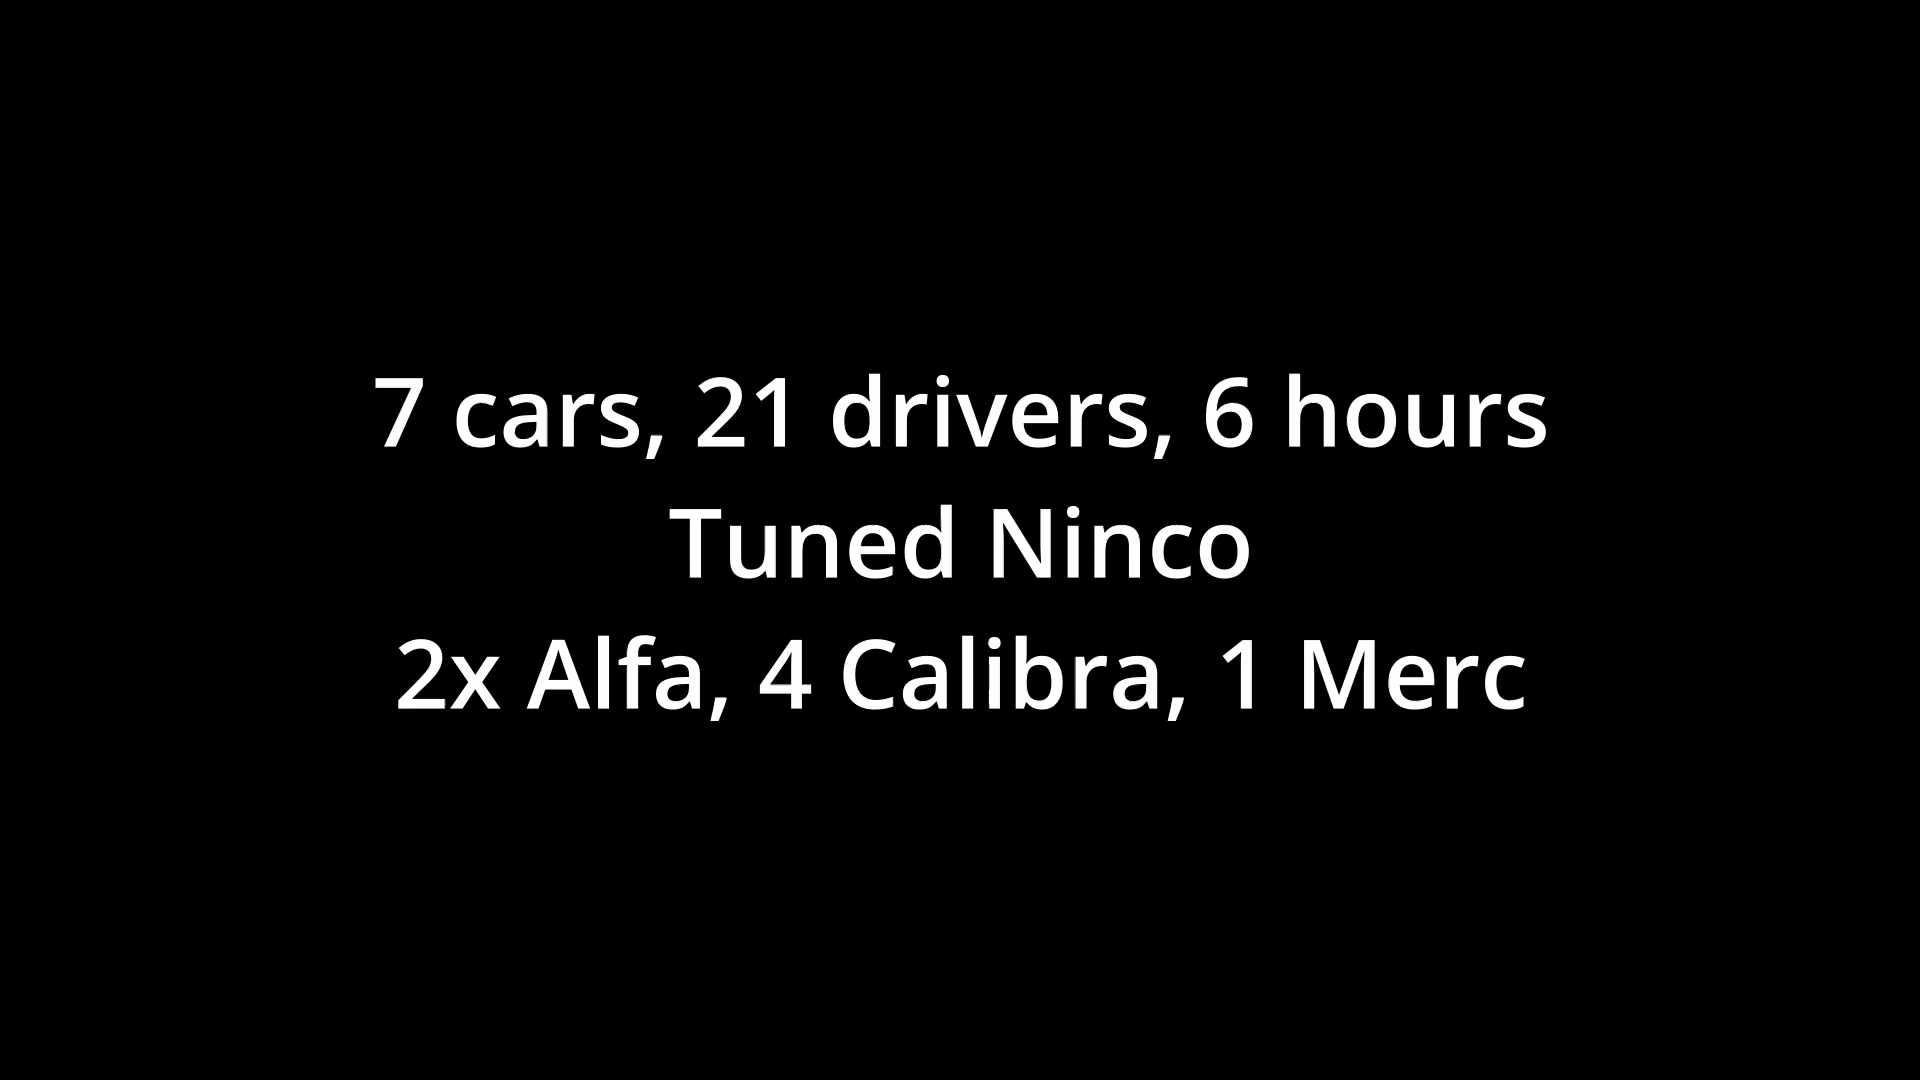 7 cars, 21 drivers, 6 hours
Tuned Ninco
2x Alfa, 4 Calibra, 1 Merc